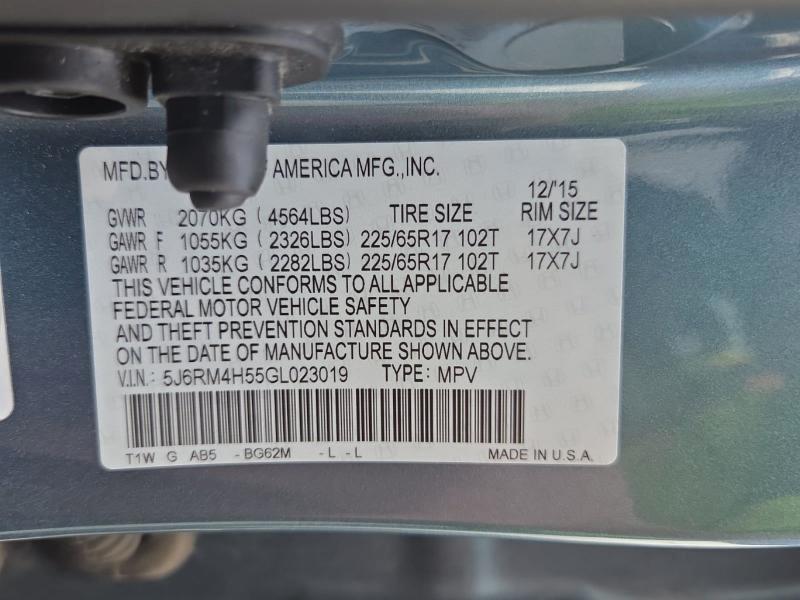 MFD.BY AMERICA MFG.,INC.
12/'15
GVWR 2070KG ( 4564LBS) TIRE SIZE RIM SIZE
GAWR F 1055KG ( 2326LBS) 225/65R17 102T 17X7J
GAWR R 1035KG ( 2282LBS) 225/65R17 102T 17X7J
THIS VEHICLE CONFORMS TO ALL APPLICABLE
FEDERAL MOTOR VEHICLE SAFETY
AND THEFT PREVENTION STANDARDS IN EFFECT
ON THE DATE OF MANUFACTURE SHOWN ABOVE.
V.I.N.: 5J6RM4H55GL023019 TYPE: MPV
T1W G AB5 -BG62M -L -L MADE IN U.S.A.